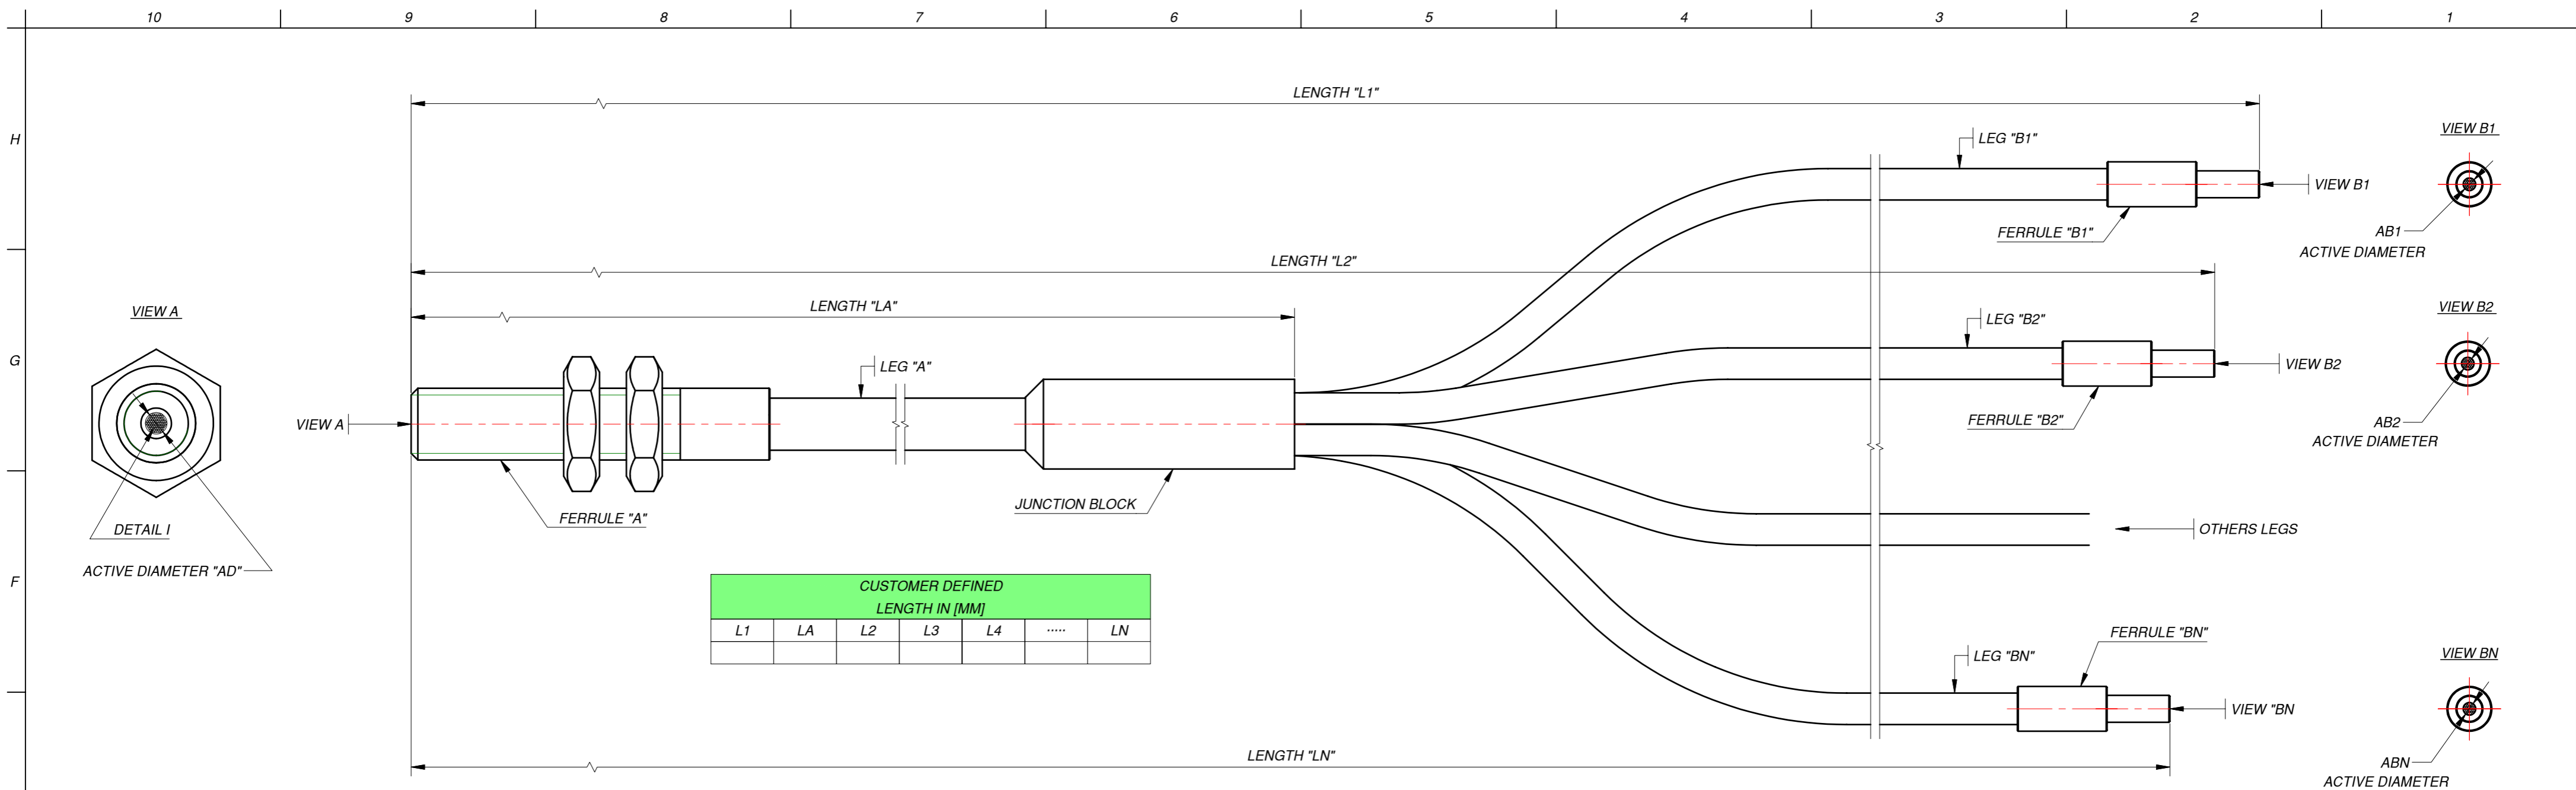 10 9 8 7 6 5 4 3 2 1
LENGTH "L1"
H
LEG "B1"
VIEW B1
VIEW B1
FERRULE "B1"
AB1
ACTIVE DIAMETER
LENGTH "L2"
VIEW A
LENGTH "LA"
LEG "B2"
VIEW B2
G
LEG "A"
VIEW B2
VIEW A
FERRULE "B2"
AB2
ACTIVE DIAMETER
JUNCTION BLOCK
FERRULE "A"
DETAIL I
OTHERS LEGS
ACTIVE DIAMETER "AD"
F
CUSTOMER DEFINED
LENGTH IN [MM]
L1 LA L2 L3 L4 ..... LN
FERRULE "BN"
LEG "BN"
VIEW BN
VIEW "BN
LENGTH "LN"
ABN
ACTIVE DIAMETER